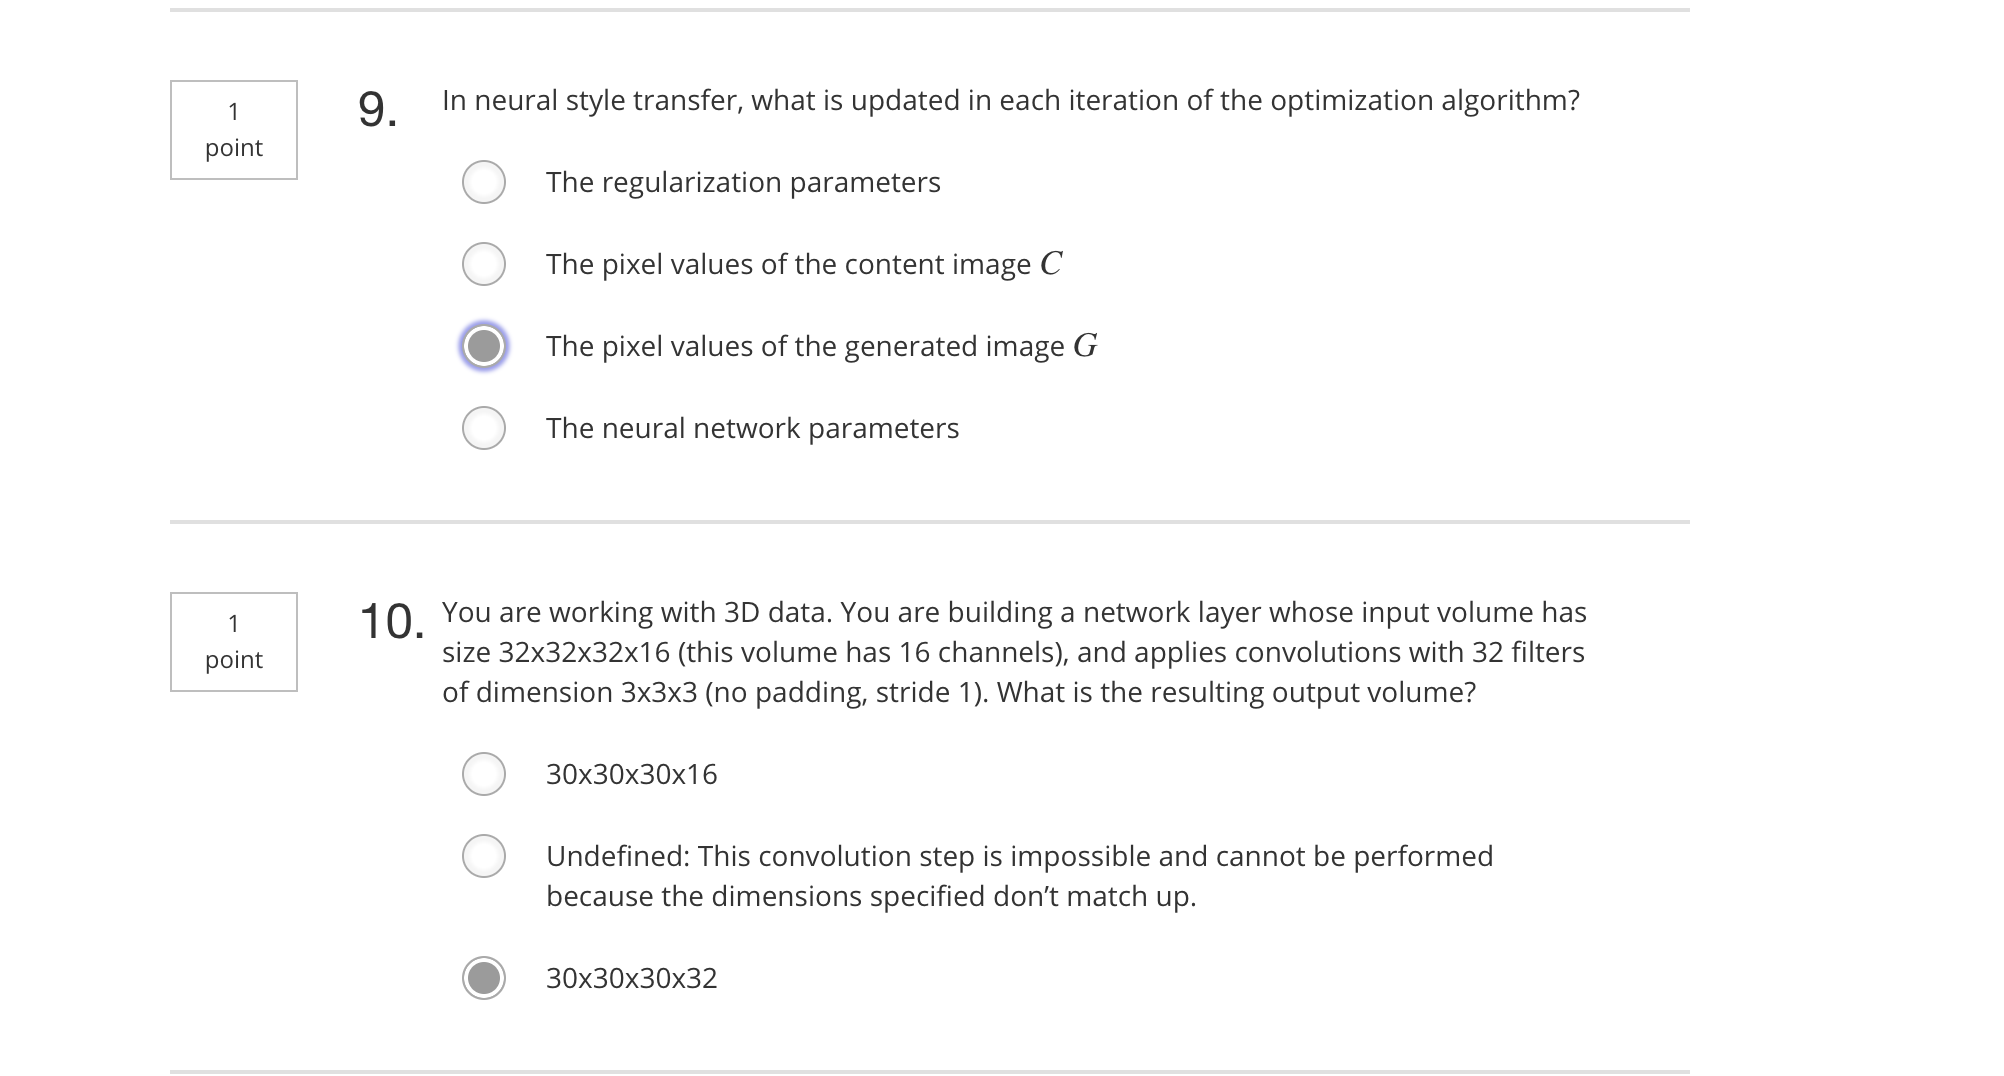 1
point
9.
In neural style transfer, what is updated in each iteration of the optimization algorithm?
The regularization parameters
The pixel values of the content image C
The pixel values of the generated image G
The neural network parameters
1
point
10.
You are working with 3D data. You are building a network layer whose input volume has
size 32x32x32x16 (this volume has 16 channels), and applies convolutions with 32 filters
of dimension 3x3x3 (no padding, stride 1). What is the resulting output volume?
30x30x30x16
Undefined: This convolution step is impossible and cannot be performed
because the dimensions specified don’t match up.
30x30x30x32